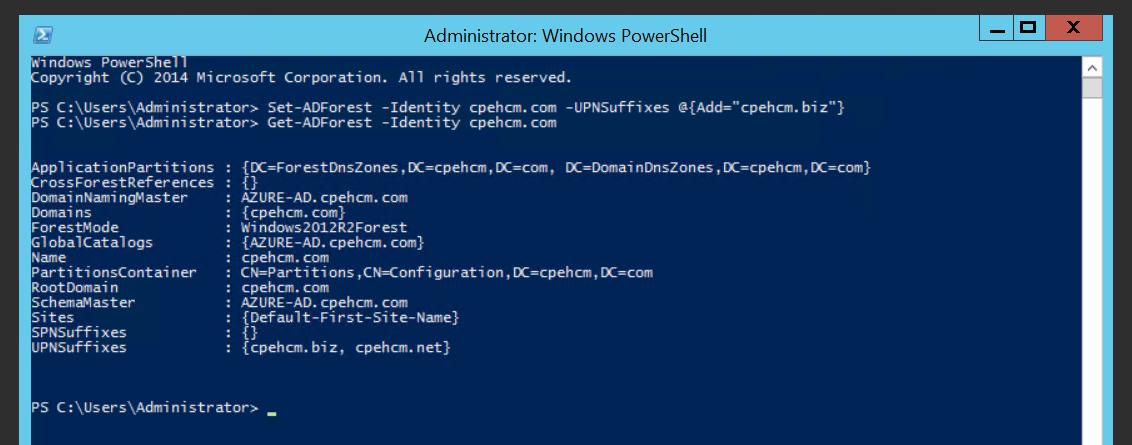 Administrator: Windows PowerShell
Windows PowerShell
Copyright (C) 2014 Microsoft Corporation. All rights reserved.
PS C:\Users\Administrator> Set-ADForest -Identity cpehcm.com -UPNSuffixes @{Add="cpehcm.biz"}
PS C:\Users\Administrator> Get-ADForest -Identity cpehcm.com
ApplicationPartitions : {DC=ForestDnsZones,DC=cpehcm,DC=com, DC=DomainDnsZones,DC=cpehcm,DC=com}
CrossForestReferences : {}
DomainNamingMaster : AZURE-AD.cpehcm.com
Domains : {cpehcm.com}
ForestMode : Windows2012R2Forest
GlobalCatalogs : {AZURE-AD.cpehcm.com}
Name : cpehcm.com
PartitionsContainer : CN=Partitions,CN=Configuration,DC=cpehcm,DC=com
RootDomain : cpehcm.com
SchemaMaster : AZURE-AD.cpehcm.com
Sites : {Default-First-Site-Name}
SPNSuffixes : {}
UPNSuffixes : {cpehcm.biz, cpehcm.net}
PS C:\Users\Administrator> _